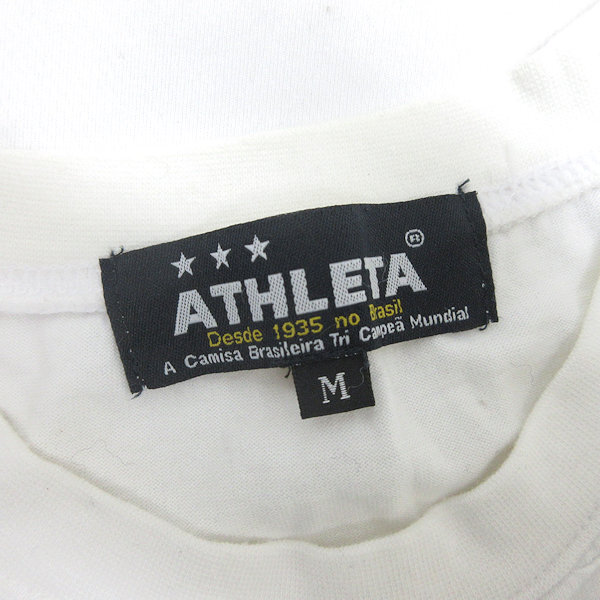 ATHLETA®
Desde 1935 no Brasil
A Camisa Brasileira Tri Campeã Mundial
M